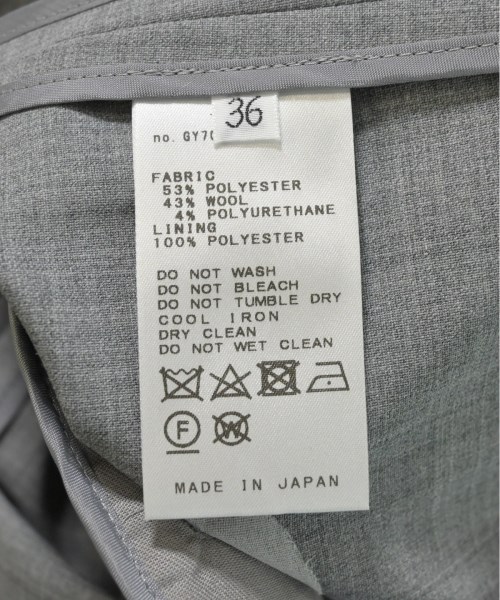 36
no. GY70
FABRIC
53% POLYESTER
43% WOOL
4% POLYURETHANE
LINING
100% POLYESTER
DO NOT WASH
DO NOT BLEACH
DO NOT TUMBLE DRY
COOL IRON
DRY CLEAN
DO NOT WET CLEAN
F W
MADE IN JAPAN